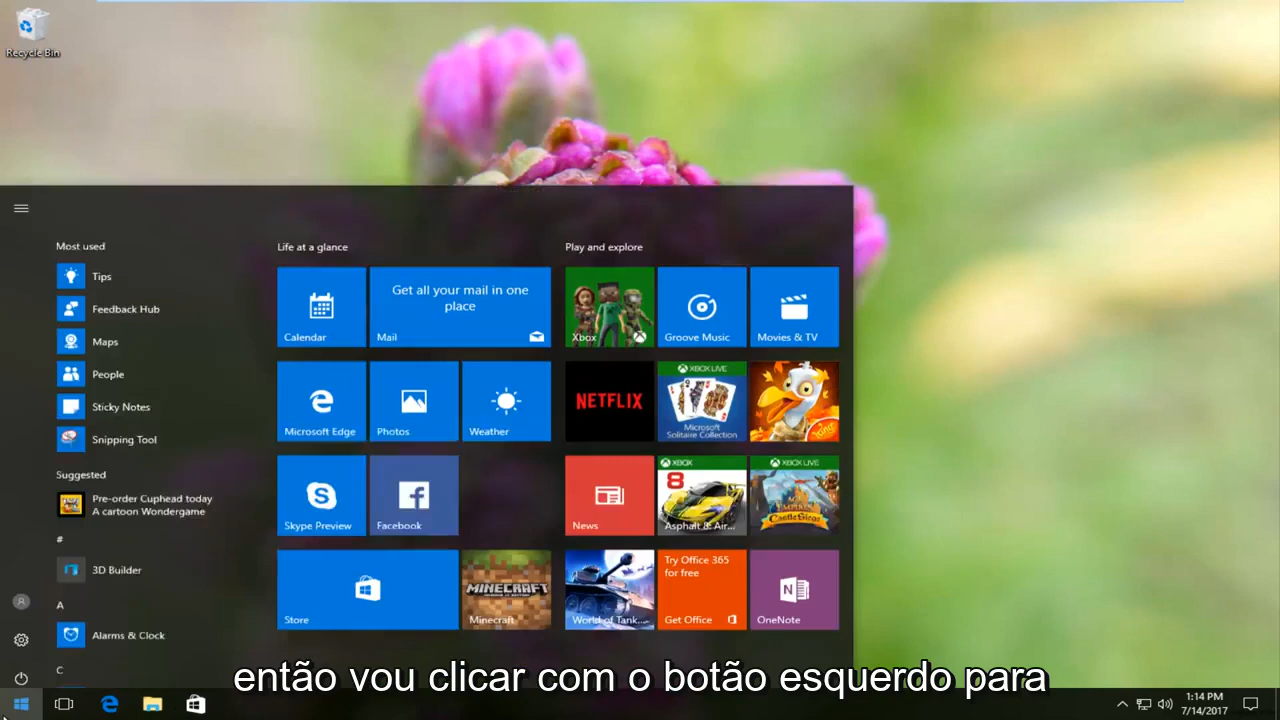 Recycle Bin
Most used
Tips
Feedback Hub
Maps
People
Sticky Notes
Snipping Tool
Suggested
Pre-order Cuphead today
A cartoon Wondergame
#
3D Builder
A
Alarms & Clock
C
Life at a glance
Calendar
Get all your mail in one
place
Mail
Microsoft Edge
Photos
Weather
Skype Preview
Facebook
Store
Minecraft
Play and explore
Xbox
Groove Music
Movies & TV
NETFLIX
XBOX LIVE
Microsoft
Solitaire Collection
News
XBOX
8
Asphalt 8: Air...
XBOX LIVE
Castle Siege
World of Tank...
Try Office 365
for free
Get Office
OneNote
então vou clicar com o botão esquerdo para
1:14 PM
7/14/2017